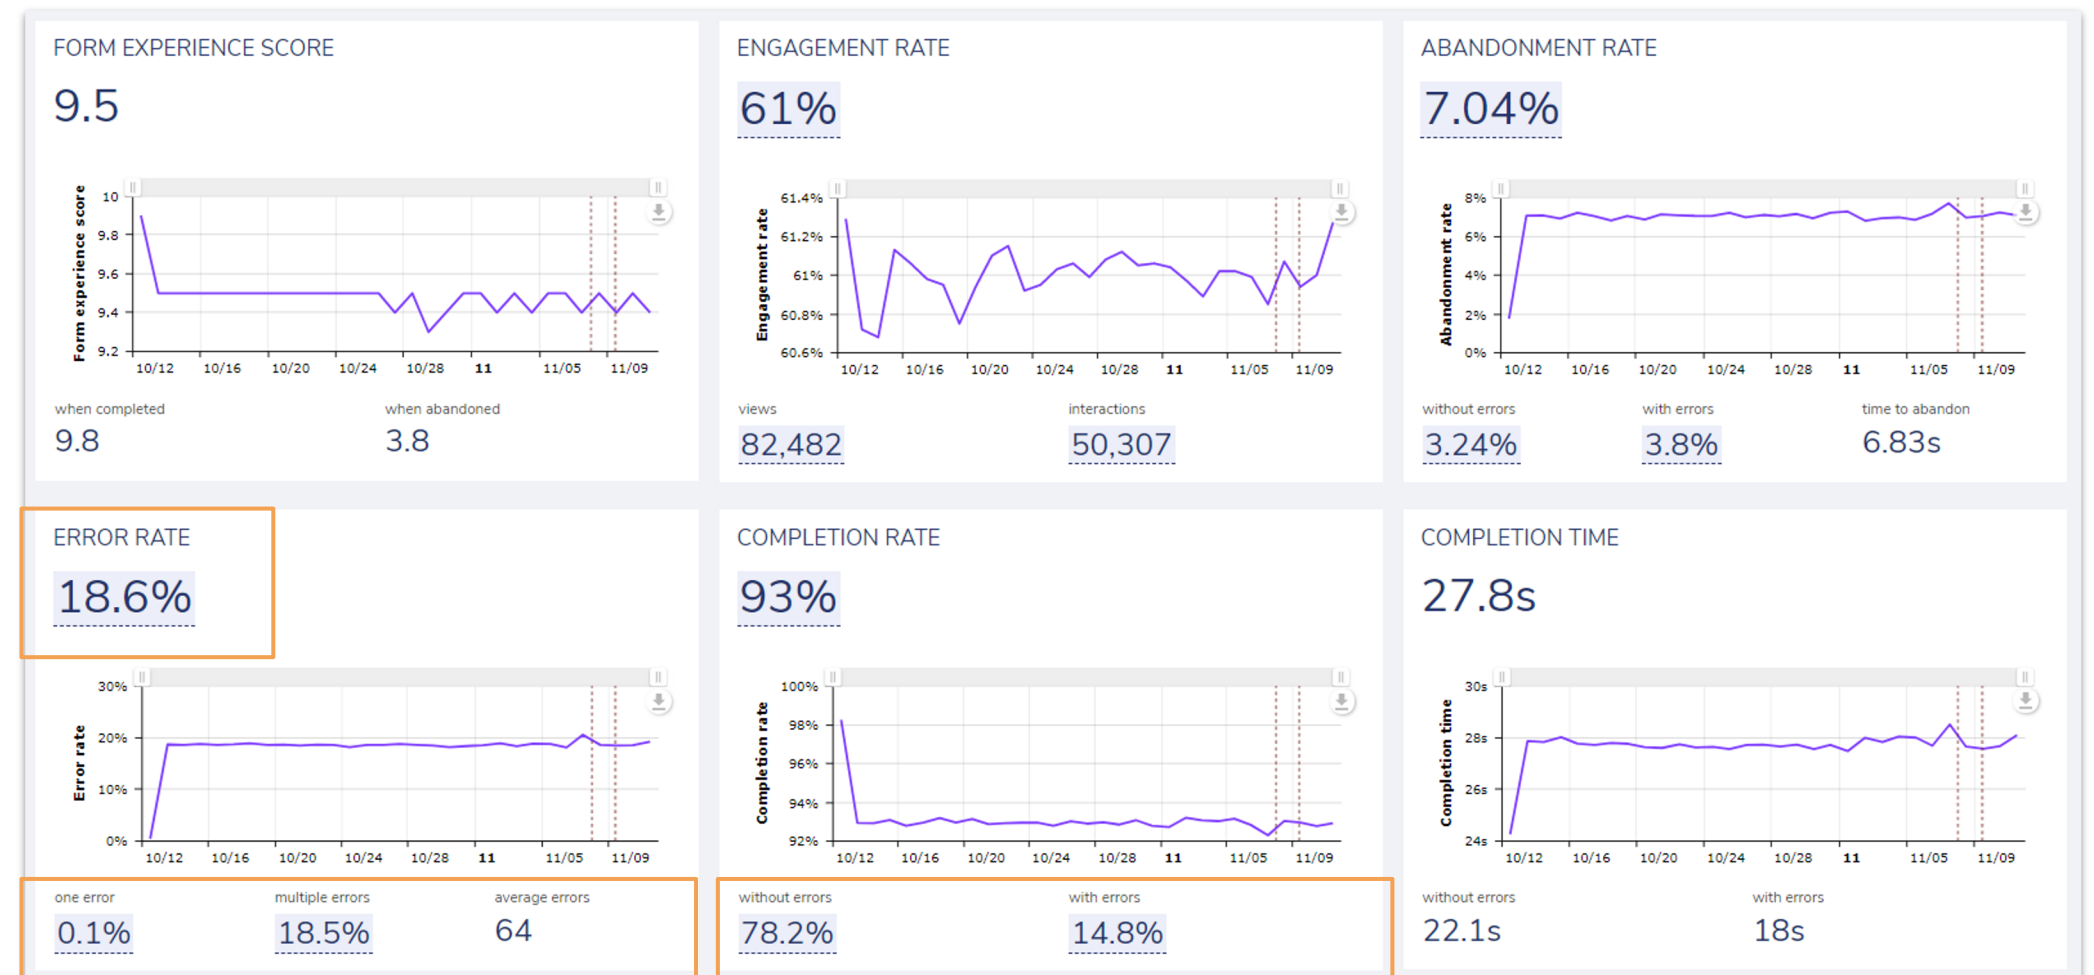 FORM EXPERIENCE SCORE
9.5
Form experience score
10
9.8
9.6
9.4
9.2
10/12 10/16 10/20 10/24 10/28 11 11/05 11/09
when completed when abandoned
9.8 3.8
ENGAGEMENT RATE
61%
Engagement rate
61.4%
61.2%
61%
60.8%
60.6%
10/12 10/16 10/20 10/24 10/28 11 11/05 11/09
views interactions
82,482 50,307
ABANDONMENT RATE
7.04%
Abandonment rate
8%
6%
4%
2%
0%
10/12 10/16 10/20 10/24 10/28 11 11/05 11/09
without errors with errors time to abandon
3.24% 3.8% 6.83s
ERROR RATE
18.6%
Error rate
30%
20%
10%
0%
10/12 10/16 10/20 10/24 10/28 11 11/05 11/09
one error multiple errors average errors
0.1% 18.5% 64
COMPLETION RATE
93%
Completion rate
100%
98%
96%
94%
92%
10/12 10/16 10/20 10/24 10/28 11 11/05 11/09
without errors with errors
78.2% 14.8%
COMPLETION TIME
27.8s
Completion time
30s
28s
26s
24s
10/12 10/16 10/20 10/24 10/28 11 11/05 11/09
without errors with errors
22.1s 18s